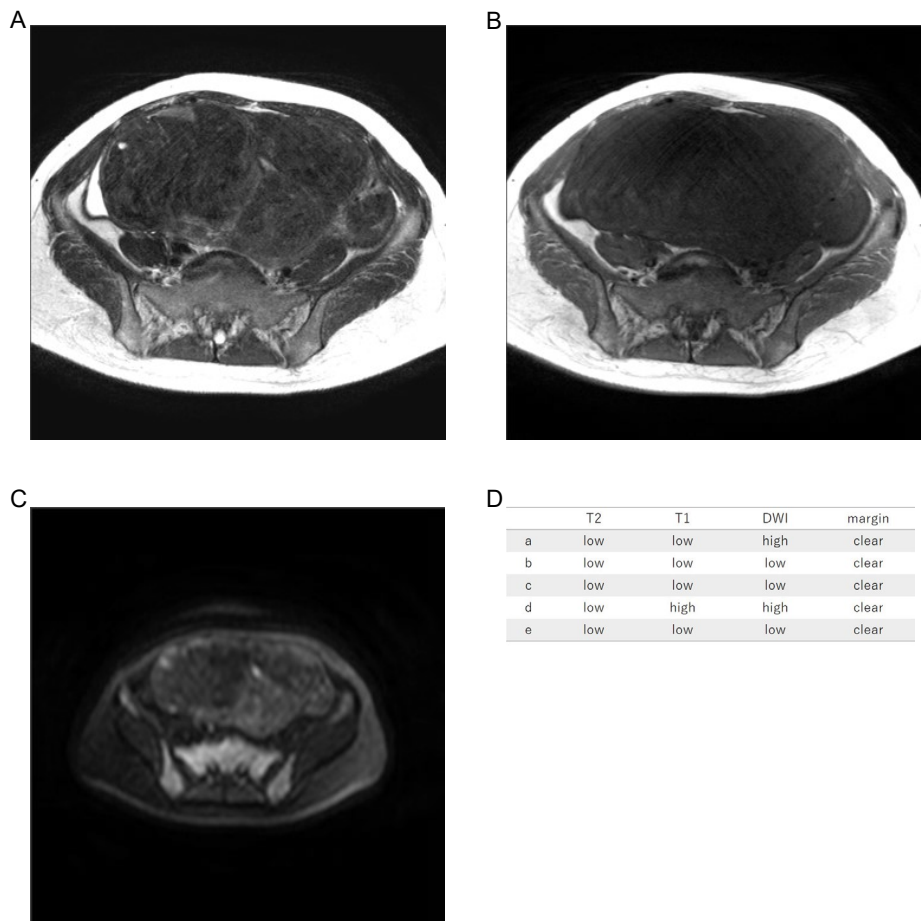 A
B
C
D
T2 T1 DWI margin
a low low high clear
b low low low clear
c low low low clear
d low high high clear
e low low low clear